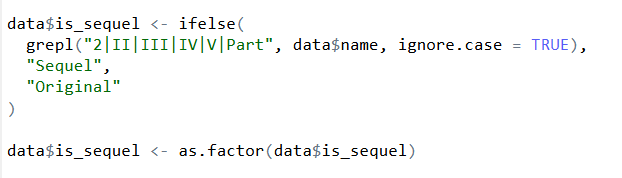 data$is_sequel <- ifelse(
  grepl("2|II|III|IV|V|Part", data$name, ignore.case = TRUE),
  "Sequel",
  "Original"
)
data$is_sequel <- as.factor(data$is_sequel)